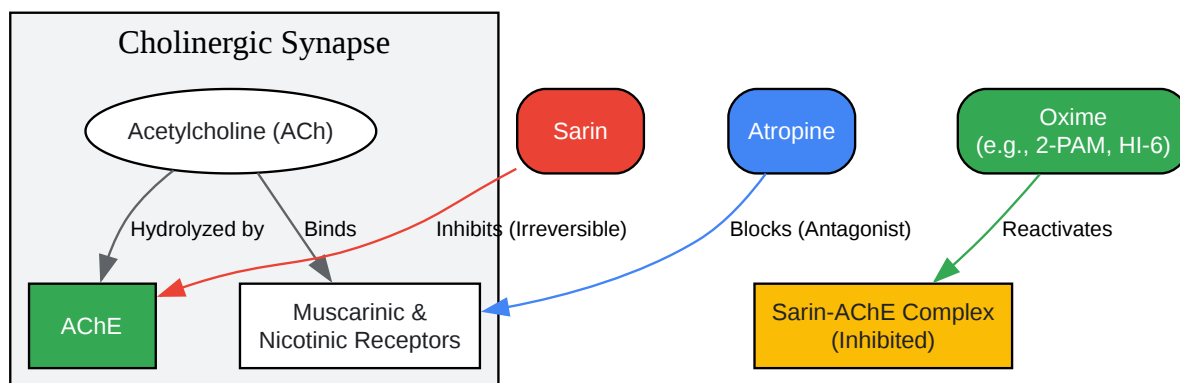 Cholinergic Synapse
Acetylcholine (ACh)
Sarin
Atropine
Oxime
(e.g., 2-PAM, HI-6)
Hydrolyzed by
Binds
Inhibits (Irreversible)
Blocks (Antagonist)
Reactivates
AChE
Muscarinic &
Nicotinic Receptors
Sarin-AChE Complex
(Inhibited)